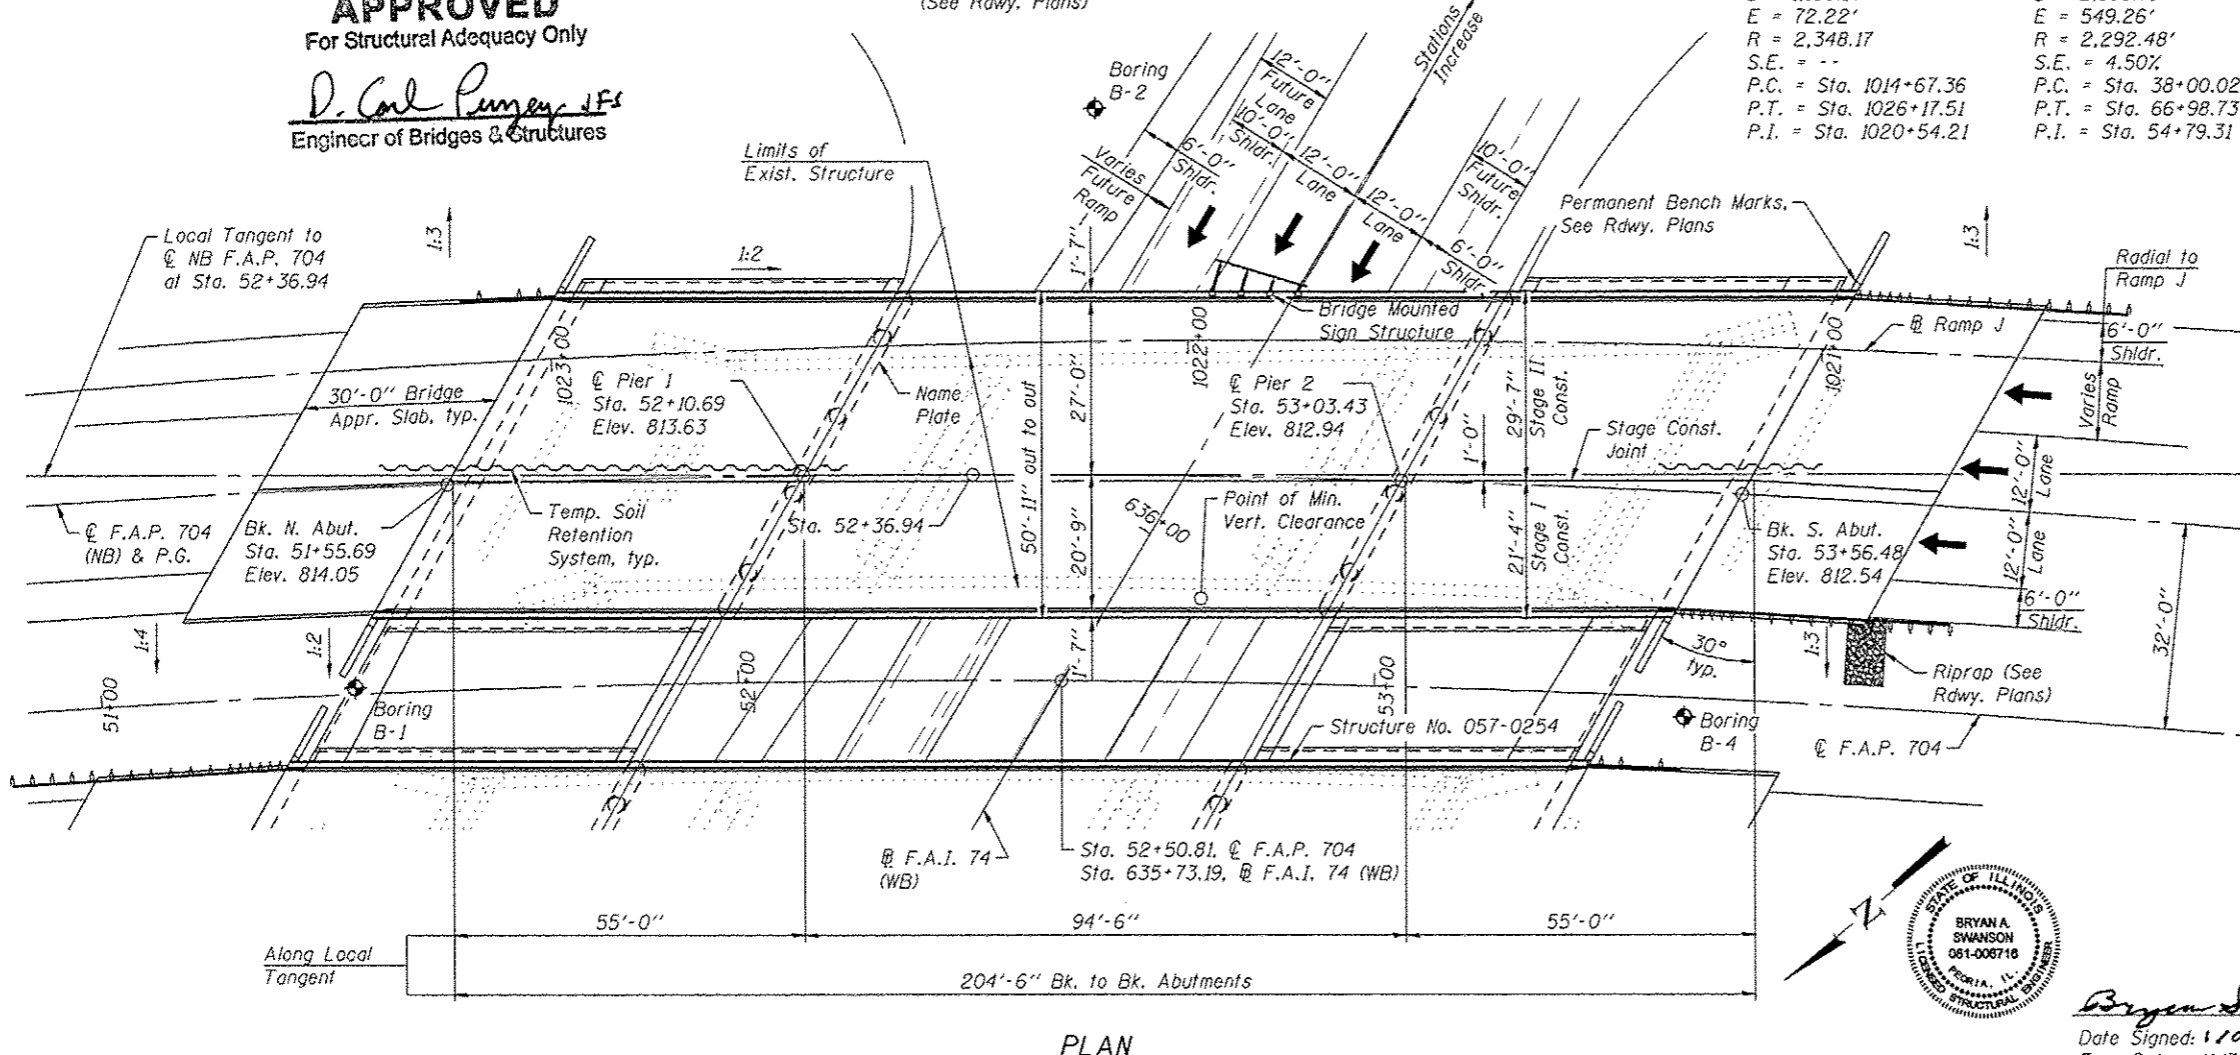 APPROVED
For Structural Adequacy Only
Engineer of Bridges & Structures
(See Rdwy. Plans)
E = 72.22'
R = 2,348.17
S.E. = --
P.C. = Sta. 1014+67.36
P.T. = Sta. 1026+17.51
P.I. = Sta. 1020+54.21
E = 549.26'
R = 2,292.48'
S.E. = 4.50%
P.C. = Sta. 38+00.02
P.T. = Sta. 66+98.73
P.I. = Sta. 54+79.31
Stations
Increase
Boring
B-2
12'-0"
Future
Lane
10'-0"
Shldr.
12'-0"
Lane
12'-0"
Lane
6'-0"
Shldr.
10'-0"
Future
Shldr.
6'-0"
Shldr.
Varies
Future
Ramp
Limits of
Exist. Structure
Permanent Bench Marks,
See Rdwy. Plans
Local Tangent to
℄ NB F.A.P. 704
at Sta. 52+36.94
1:3
1:2
1'-7"
1:3
Radial to
Ramp J
Bridge Mounted
Sign Structure
℔ Ramp J
6'-0"
Shldr.
Varies
Ramp
1023+00
1022+00
1021+00
30'-0" Bridge
Appr. Slab, typ.
℄ Pier 1
Sta. 52+10.69
Elev. 813.63
Name
Plate
27'-0"
℄ Pier 2
Sta. 53+03.43
Elev. 812.94
29'-7"
Stage II
Const.
1'-0"
Stage Const.
Joint
12'-0"
Lane
℄ F.A.P. 704
(NB) & P.G.
Bk. N. Abut.
Sta. 51+55.69
Elev. 814.05
Temp. Soil
Retention
System, typ.
Sta. 52+36.94
50'-11" out to out
20'-9"
636+00
Point of Min.
Vert. Clearance
21'-4"
Stage I
Const.
Bk. S. Abut.
Sta. 53+56.48
Elev. 812.54
12'-0"
Lane
6'-0"
Shldr.
32'-0"
1:4
1:2
1'-7"
30°
typ.
1:3
Riprap (See
Rdwy. Plans)
51+00
52+00
53+00
Boring
B-1
Structure No. 057-0254
Boring
B-4
℄ F.A.P. 704
℔ F.A.I. 74
(WB)
Sta. 52+50.81, ℄ F.A.P. 704
Sta. 635+73.19, ℔ F.A.I. 74 (WB)
55'-0"
94'-6"
55'-0"
Along Local
Tangent
204'-6" Bk. to Bk. Abutments
N
STATE OF ILLINOIS
BRYAN A.
SWANSON
081-006716
PEORIA, IL.
LICENSED STRUCTURAL ENGINEER
Date Signed:
PLAN